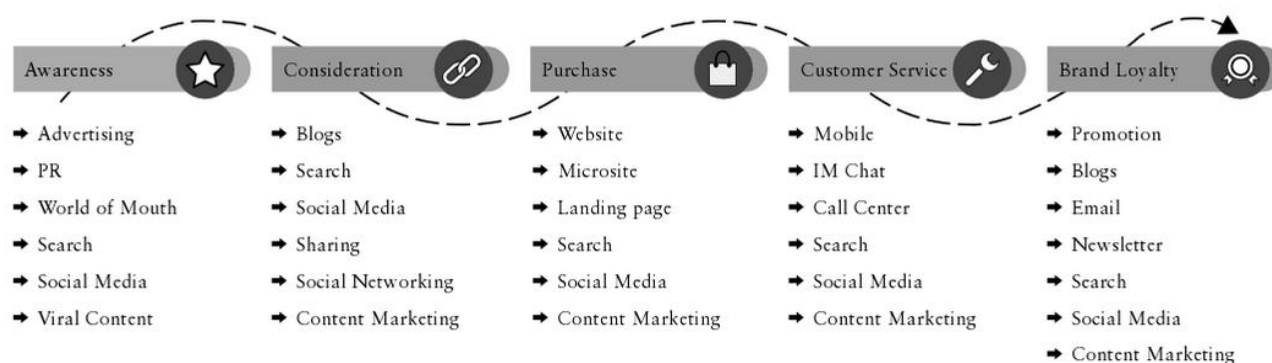 Awareness
Advertising
PR
World of Mouth
Search
Social Media
Viral Content
Consideration
Blogs
Search
Social Media
Sharing
Social Networking
Content Marketing
Purchase
Website
Microsite
Landing page
Search
Social Media
Content Marketing
Customer Service
Mobile
IM Chat
Call Center
Search
Social Media
Content Marketing
Brand Loyalty
Promotion
Blogs
Email
Newsletter
Search
Social Media
Content Marketing